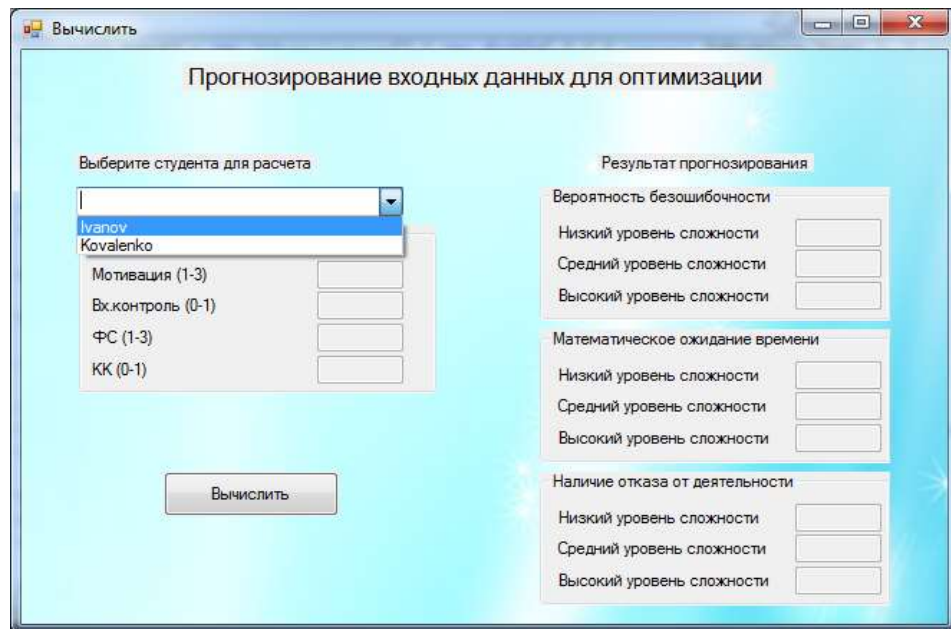 Вычислить
Прогнозирование входных данных для оптимизации
Выберите студента для расчета
Ivanov
Kovalenko
Мотивация (1-3)
Вх.контроль (0-1)
ФС (1-3)
КК (0-1)
Вычислить
Результат прогнозирования
Вероятность безошибочности
Низкий уровень сложности
Средний уровень сложности
Высокий уровень сложности
Математическое ожидание времени
Низкий уровень сложности
Средний уровень сложности
Высокий уровень сложности
Наличие отказа от деятельности
Низкий уровень сложности
Средний уровень сложности
Высокий уровень сложности